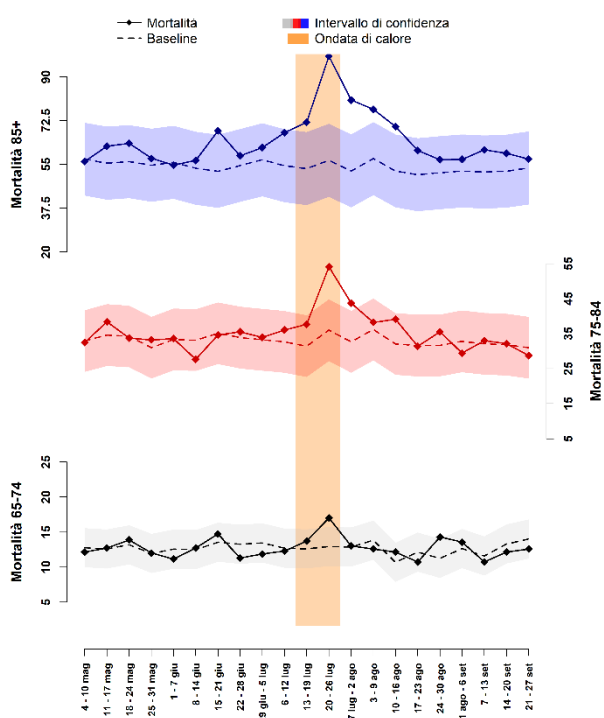 Mortalità
Intervallo di confidenza
Baseline
Ondata di calore
Mortalità 85+
90
72.5
55
37.5
20
Mortalità 75-84
65
45
35
25
15
5
Mortalità 65-74
25
20
15
10
5
4 - 10 mag
11 - 17 mag
18 - 24 mag
25 - 31 mag
1 - 7 giu
8 - 14 giu
15 - 21 giu
22 - 28 giu
9 giu - 5 lug
6 - 12 lug
13 - 19 lug
20 - 26 lug
7 lug - 2 ago
3 - 9 ago
10 - 16 ago
17 - 23 ago
24 - 30 ago
1 ago - 6 set
7 - 13 set
14 - 20 set
21 - 27 set